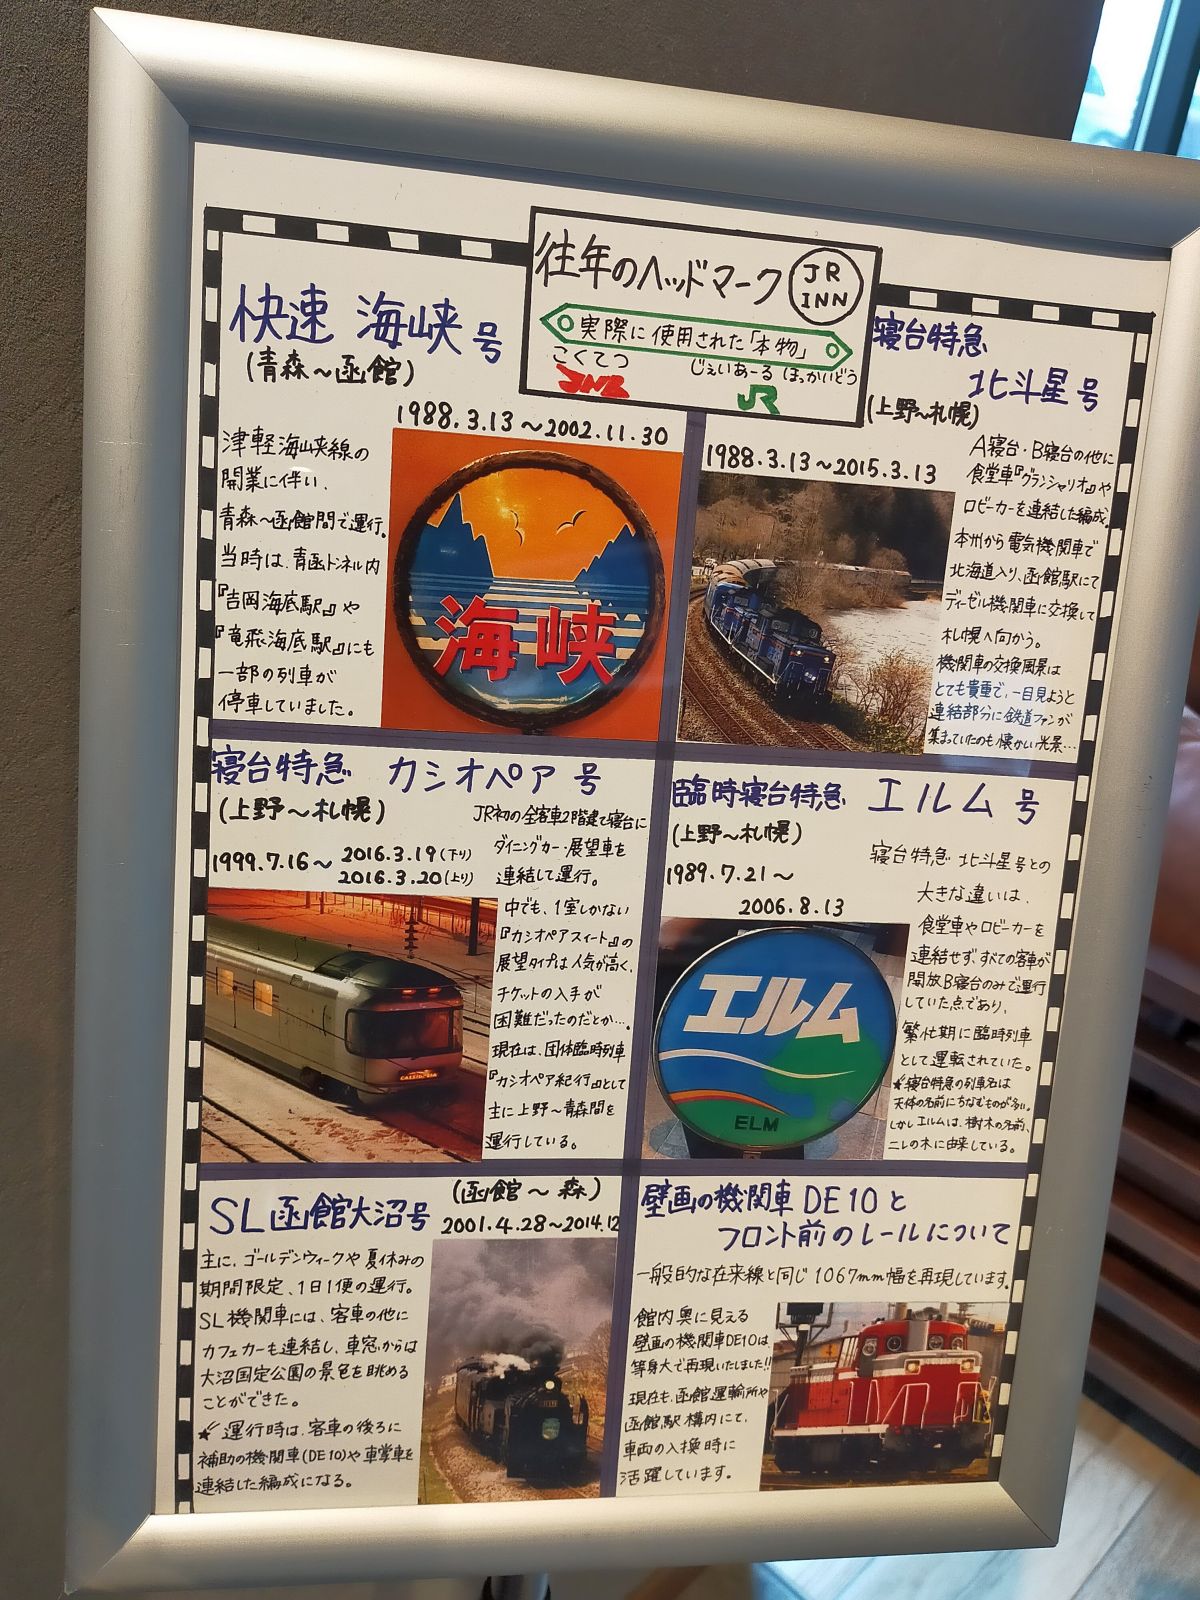 往年のヘッドマーク
JR
INN
実際に使用された「本物」
こくてつ
じぇいあーる ほっかいどう
JNR
JR
快速 海峡号
(青森〜函館)
1988.3.13〜2002.11.30
津軽海峡線の
開業に伴い、
青森〜函館間で運行。
当時は、青函トンネル内
『吉岡海底駅』や
『竜飛海底駅』にも
一部の列車が
停車していました。
海峡
寝台特急
北斗星号
(上野〜札幌)
1988.3.13〜2015.3.13
A寝台・B寝台の他に
食堂車『グランシャリオ』や
ロビーカーを連結した編成。
本州から電気機関車で
北海道入り、函館駅にて
ディーゼル機関車に交換して
札幌へ向かう。
機関車の交換風景は
とても貴重で、一目見ようと
連結部分に鉄道ファンが
集まっていたのも懐かしい光景…
寝台特急 カシオペア号
(上野〜札幌)
1999.7.16〜 2016.3.19(下り)
2016.3.20(上り)
JR初の全客車2階建て寝台に
ダイニングカー・展望車を
連結して運行。
中でも、1室しかない
『カシオペアスイート』の
展望タイプは人気が高く、
チケットの入手が
困難だったのだとか…。
現在は、団体臨時列車
『カシオペア紀行』として
主に上野〜青森間を
運行している。
CASSIOPEIA
臨時寝台特急 エルム号
(上野〜札幌)
1989.7.21〜
2006.8.13
寝台特急 北斗星号との
大きな違いは、
食堂車やロビーカーを
連結せず、すべての客車が
開放B寝台のみで運行
していた点であり、
繁忙期に臨時列車
として運転されていた。
★寝台特急の列車名は
天体の名前にちなむものが多い。
しかしエルムは、樹木の名前、
ニレの木に由来している。
エルム
ELM
SL函館大沼号
(函館〜森)
2001.4.28〜2014.12
主に、ゴールデンウィークや夏休みの
期間限定、1日1便の運行。
SL機関車には、客車の他に
カフェカーも連結し、車窓からは
大沼国定公園の景色を眺める
ことができた。
★運行時は、客車の後ろに
補助の機関車(DE10)や車掌車を
連結した編成になる。
壁画の機関車DE10と
フロント前のレールについて
一般的な在来線と同じ1067mm幅を再現しています。
館内奥に見える
壁画の機関車DE10は、
等身大で再現いたしました!!
現在も、函館運輸所や
函館駅構内にて、
車両の入換時に
活躍しています。